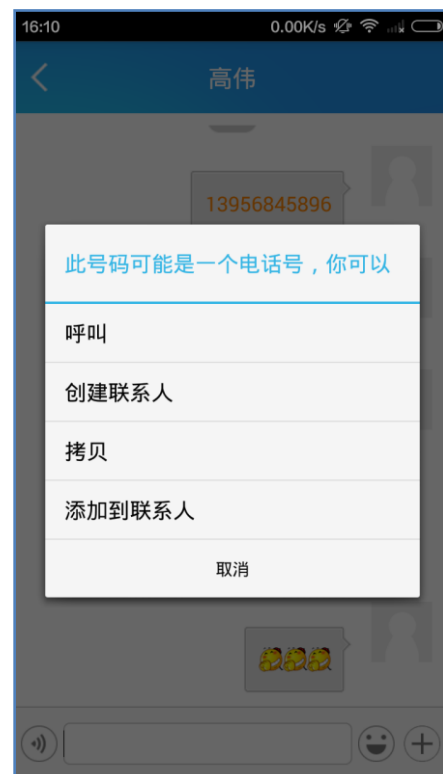 16:10 0.00K/s
高伟
13956845896
此号码可能是一个电话号，你可以
呼叫
创建联系人
拷贝
添加到联系人
取消